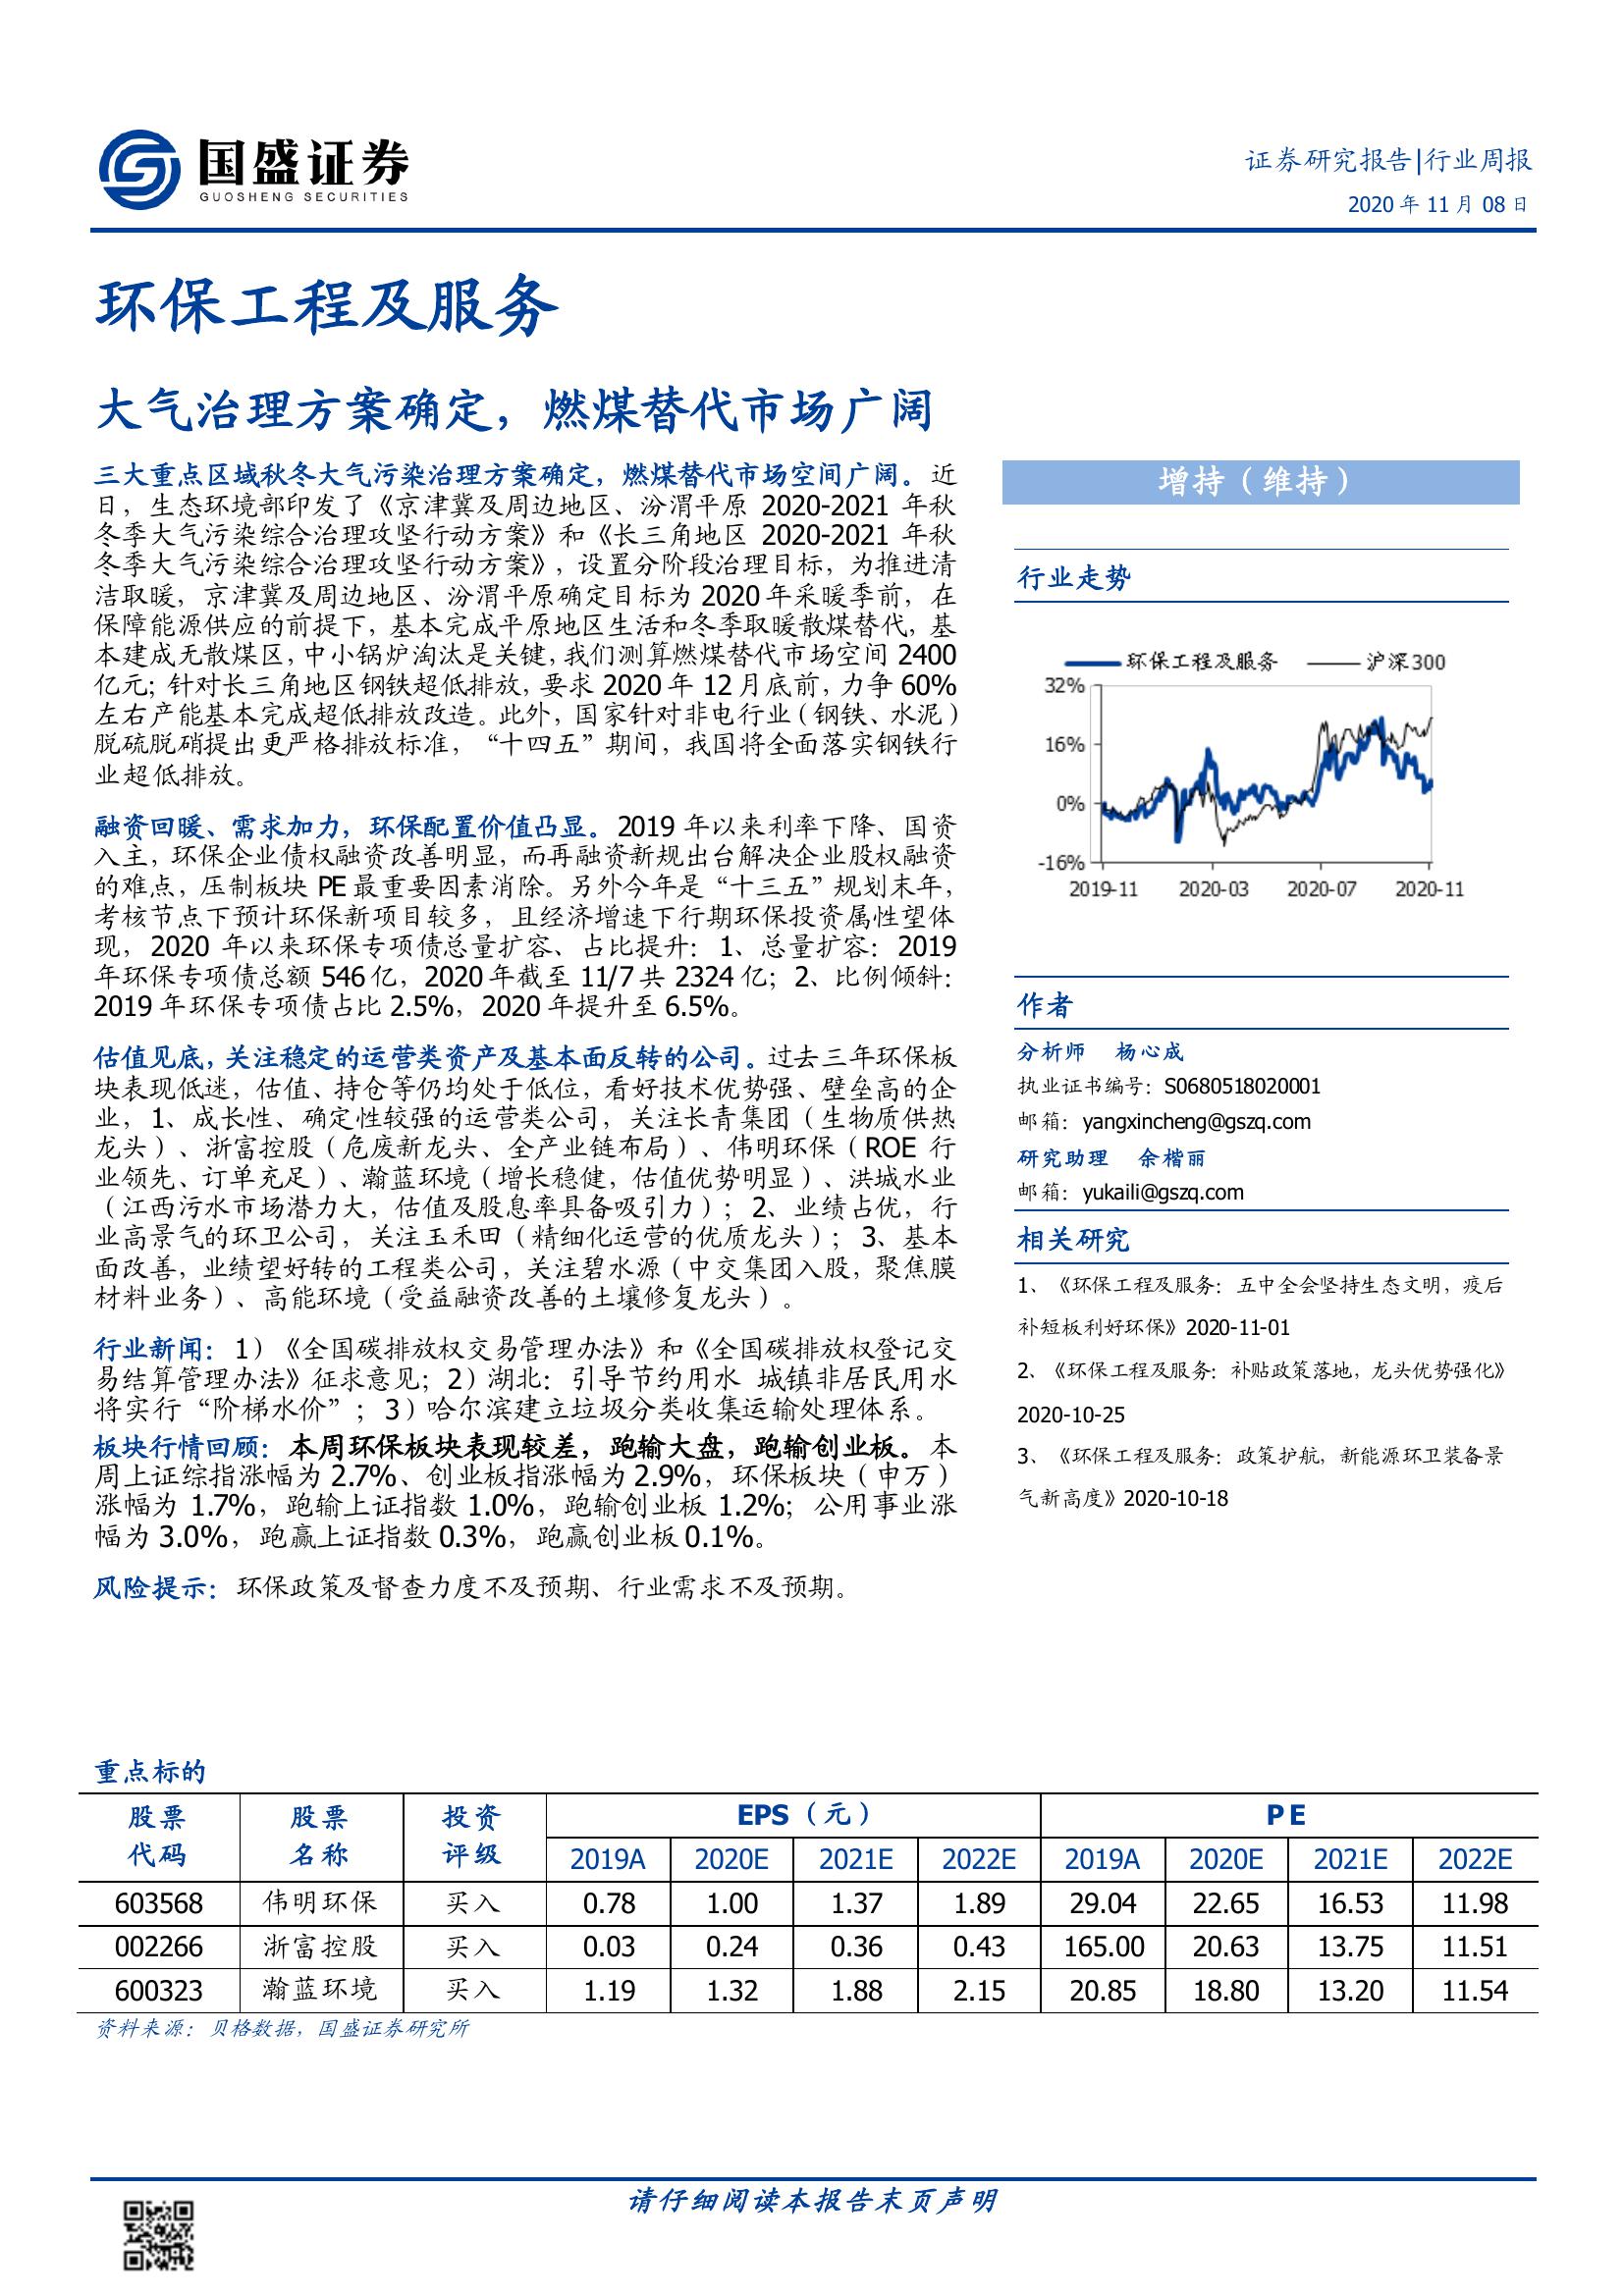 国盛证券
GUOSHENG SECURITIES
证券研究报告|行业周报
2020 年 11 月 08 日
环保工程及服务
大气治理方案确定，燃煤替代市场广阔
三大重点区域秋冬大气污染治理方案确定，燃煤替代市场空间广阔。近
日，生态环境部印发了《京津冀及周边地区、汾渭平原 2020-2021 年秋
冬季大气污染综合治理攻坚行动方案》和《长三角地区 2020-2021 年秋
冬季大气污染综合治理攻坚行动方案》，设置分阶段治理目标，为推进清
洁取暖，京津冀及周边地区、汾渭平原确定目标为 2020 年采暖季前，在
保障能源供应的前提下，基本完成平原地区生活和冬季取暖散煤替代，基
本建成无散煤区，中小锅炉淘汰是关键，我们测算燃煤替代市场空间 2400
亿元；针对长三角地区钢铁超低排放，要求 2020 年 12 月底前，力争 60%
左右产能基本完成超低排放改造。此外，国家针对非电行业（钢铁、水泥）
脱硫脱硝提出更严格排放标准，“十四五”期间，我国将全面落实钢铁行
业超低排放。
融资回暖、需求加力，环保配置价值凸显。2019 年以来利率下降、国资
入主，环保企业债权融资改善明显，而再融资新规出台解决企业股权融资
的难点，压制板块 PE 最重要因素消除。另外今年是“十三五”规划末年，
考核节点下预计环保新项目较多，且经济增速下行期环保投资属性望体
现，2020 年以来环保专项债总量扩容、占比提升：1、总量扩容：2019
年环保专项债总额 546 亿，2020 年截至 11/7 共 2324 亿；2、比例倾斜：
2019 年环保专项债占比 2.5%，2020 年提升至 6.5%。
估值见底，关注稳定的运营类资产及基本面反转的公司。过去三年环保板
块表现低迷，估值、持仓等仍均处于低位，看好技术优势强、壁垒高的企
业，1、成长性、确定性较强的运营类公司，关注长青集团（生物质供热
龙头）、浙富控股（危废新龙头、全产业链布局）、伟明环保（ROE 行
业领先、订单充足）、瀚蓝环境（增长稳健，估值优势明显）、洪城水业
（江西污水市场潜力大，估值及股息率具备吸引力）；2、业绩占优，行
业高景气的环卫公司，关注玉禾田（精细化运营的优质龙头）；3、基本
面改善，业绩望好转的工程类公司，关注碧水源（中交集团入股，聚焦膜
材料业务）、高能环境（受益融资改善的土壤修复龙头）。
行业新闻：1）《全国碳排放权交易管理办法》和《全国碳排放权登记交
易结算管理办法》征求意见；2）湖北：引导节约用水 城镇非居民用水
将实行“阶梯水价”；3）哈尔滨建立垃圾分类收集运输处理体系。
板块行情回顾：本周环保板块表现较差，跑输大盘，跑输创业板。本
周上证综指涨幅为 2.7%、创业板指涨幅为 2.9%，环保板块（申万）
涨幅为 1.7%，跑输上证指数 1.0%，跑输创业板 1.2%；公用事业涨
幅为 3.0%，跑赢上证指数 0.3%，跑赢创业板 0.1%。
风险提示：环保政策及督查力度不及预期、行业需求不及预期。
增持（维持）
行业走势
环保工程及服务 沪深300
32%
16%
0%
-16%
2019-11 2020-03 2020-07 2020-11
作者
分析师 杨心成
执业证书编号：S0680518020001
邮箱：yangxincheng@gszq.com
研究助理 余楷丽
邮箱：yukaili@gszq.com
相关研究
1、《环保工程及服务：五中全会坚持生态文明，疫后
补短板利好环保》2020-11-01
2、《环保工程及服务：补贴政策落地，龙头优势强化》
2020-10-25
3、《环保工程及服务：政策护航，新能源环卫装备景
气新高度》2020-10-18
重点标的
股票 股票 投资 EPS（元） PE
代码 名称 评级 2019A 2020E 2021E 2022E 2019A 2020E 2021E 2022E
603568 伟明环保 买入 0.78 1.00 1.37 1.89 29.04 22.65 16.53 11.98
002266 浙富控股 买入 0.03 0.24 0.36 0.43 165.00 20.63 13.75 11.51
600323 瀚蓝环境 买入 1.19 1.32 1.88 2.15 20.85 18.80 13.20 11.54
资料来源：贝格数据，国盛证券研究所
请仔细阅读本报告末页声明